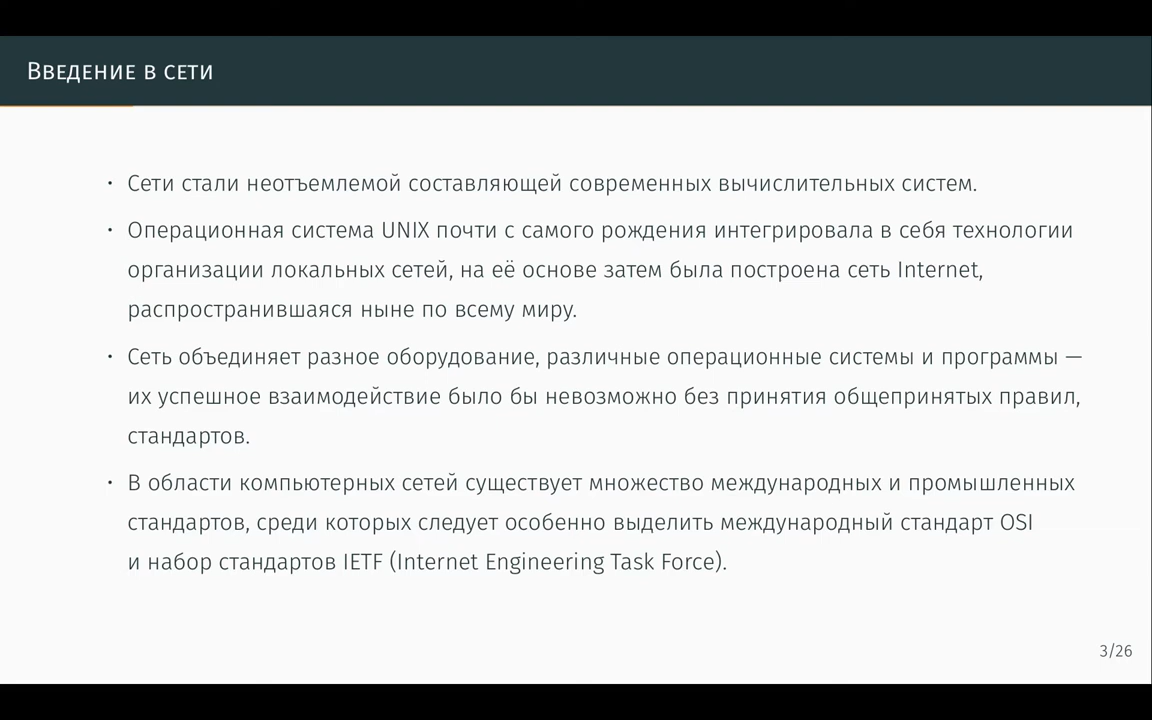 Введение в сети
• Сети стали неотъемлемой составляющей современных вычислительных систем.
• Операционная система UNIX почти с самого рождения интегрировала в себя технологии
организации локальных сетей, на её основе затем была построена сеть Internet,
распространившаяся ныне по всему миру.
• Сеть объединяет разное оборудование, различные операционные системы и программы —
их успешное взаимодействие было бы невозможно без принятия общепринятых правил,
стандартов.
• В области компьютерных сетей существует множество международных и промышленных
стандартов, среди которых следует особенно выделить международный стандарт OSI
и набор стандартов IETF (Internet Engineering Task Force).
3/26